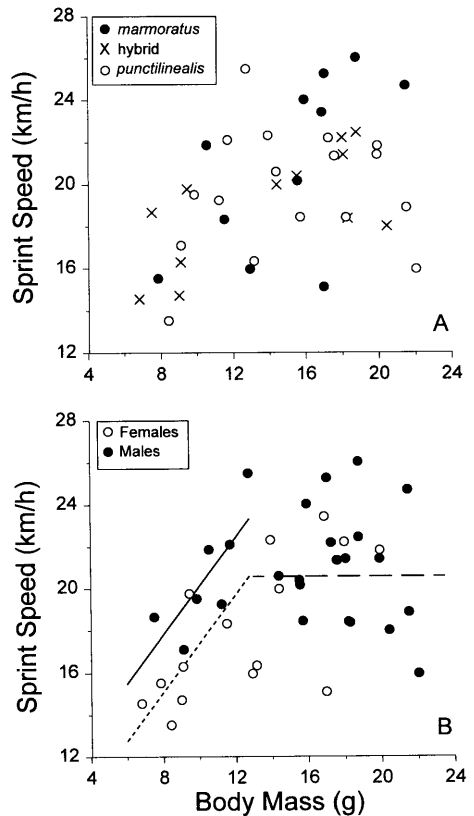 28
24
20
16
12
Sprint Speed (km/h)
● marmoratus
× hybrid
○ punctilinealis
A
4 8 12 16 20 24
28
24
20
16
12
Sprint Speed (km/h)
○ Females
● Males
B
4 8 12 16 20 24
Body Mass (g)